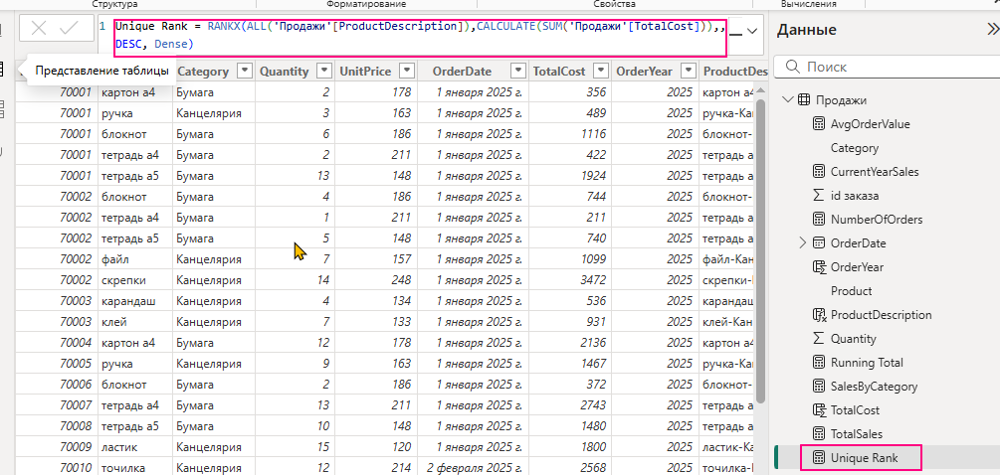 Структура Форматирование Свойства Вычисления
1 Unique Rank = RANKX(ALL('Продажи'[ProductDescription]),CALCULATE(SUM('Продажи'[TotalCost])),,
DESC, Dense)
Представление таблицы
Category Quantity UnitPrice OrderDate TotalCost OrderYear ProductDes
70001 картон а4 Бумага 2 178 1 января 2025 г. 356 2025 картон а
70001 ручка Канцелярия 3 163 1 января 2025 г. 489 2025 ручка-Ка
70001 блокнот Бумага 6 186 1 января 2025 г. 1116 2025 блокнот-
70001 тетрадь а4 Бумага 2 211 1 января 2025 г. 422 2025 тетрадь а
70001 тетрадь а5 Бумага 13 148 1 января 2025 г. 1924 2025 тетрадь а
70002 блокнот Бумага 4 186 1 января 2025 г. 744 2025 блокнот-
70002 тетрадь а4 Бумага 1 211 1 января 2025 г. 211 2025 тетрадь а
70002 тетрадь а5 Бумага 5 148 1 января 2025 г. 740 2025 тетрадь а
70002 файл Канцелярия 7 157 1 января 2025 г. 1099 2025 файл-Кан
70002 скрепки Канцелярия 14 248 1 января 2025 г. 3472 2025 скрепки-
70003 карандаш Канцелярия 4 134 1 января 2025 г. 536 2025 карандаш
70003 клей Канцелярия 7 133 1 января 2025 г. 931 2025 клей-Кан
70004 картон а4 Бумага 12 178 1 января 2025 г. 2136 2025 картон а
70005 ручка Канцелярия 9 163 1 января 2025 г. 1467 2025 ручка-Ка
70006 блокнот Бумага 2 186 1 января 2025 г. 372 2025 блокнот-
70007 тетрадь а4 Бумага 13 211 1 января 2025 г. 2743 2025 тетрадь а
70008 тетрадь а5 Бумага 10 148 1 января 2025 г. 1480 2025 тетрадь а
70009 ластик Канцелярия 15 120 1 января 2025 г. 1800 2025 ластик-Ка
70010 точилка Канцелярия 12 214 2 февраля 2025 г. 2568 2025 точилка-
Данные
Поиск
Продажи
AvgOrderValue
Category
CurrentYearSales
id заказа
NumberOfOrders
OrderDate
OrderYear
Product
ProductDescription
Quantity
Running Total
SalesByCategory
TotalCost
TotalSales
Unique Rank